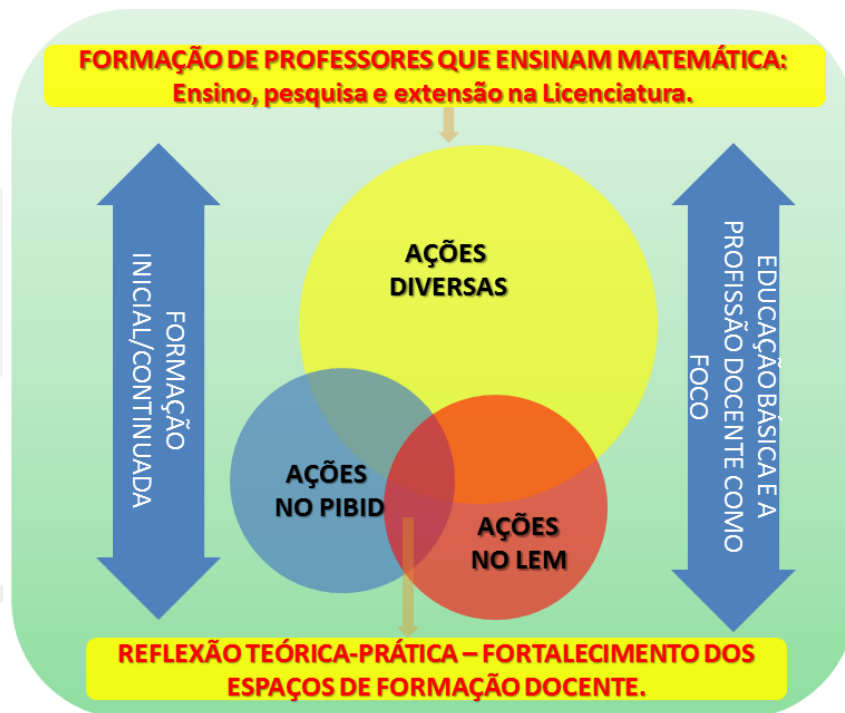 FORMAÇÃO DE PROFESSORES QUE ENSINAM MATEMÁTICA:
Ensino, pesquisa e extensão na Licenciatura.
FORMAÇÃO
INICIAL/CONTINUADA
AÇÕES
DIVERSAS
AÇÕES
NO PIBID
AÇÕES
NO LEM
EDUCAÇÃO BÁSICA E A
PROFISSÃO DOCENTE COMO
FOCO
REFLEXÃO TEÓRICA-PRÁTICA – FORTALECIMENTO DOS
ESPAÇOS DE FORMAÇÃO DOCENTE.